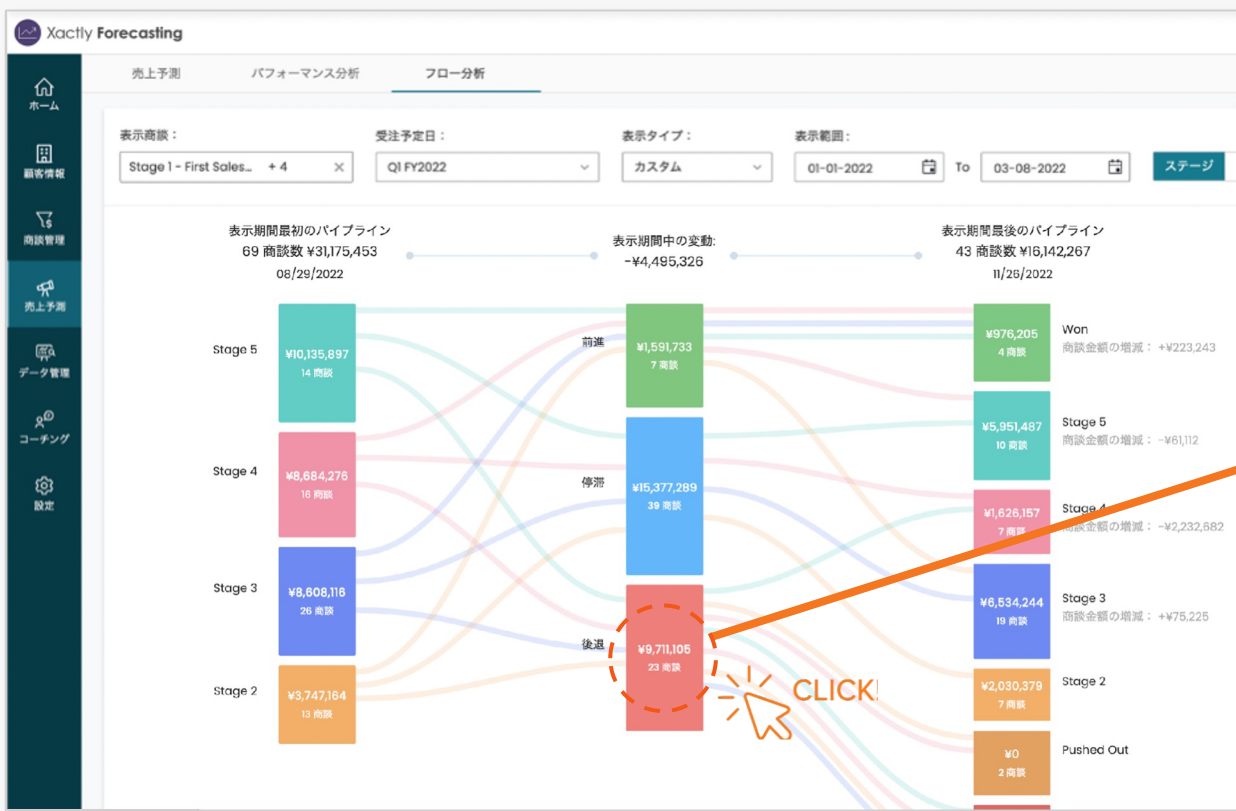 Xactly Forecasting
売上予測 パフォーマンス分析 フロー分析
ホーム
顧客情報
商談管理
売上予測
データ管理
コーチング
設定
表示商談： 受注予定日： 表示タイプ： 表示範囲：
Stage 1 - First Sales... + 4 × Q1 FY2022 カスタム 01-01-2022 To 03-08-2022 ステージ
表示期間最初のパイプライン
69 商談数 ¥31,175,453
08/29/2022
表示期間中の変動:
-¥4,495,326
表示期間最後のパイプライン
43 商談数 ¥16,142,267
11/26/2022
Stage 5
¥10,135,897
14 商談
Stage 4
¥8,684,276
16 商談
Stage 3
¥8,608,116
26 商談
Stage 2
¥3,747,164
13 商談
前進
¥1,591,733
7 商談
停滞
¥15,377,289
39 商談
後退
¥9,711,105
23 商談
CLICK!
¥976,205
4 商談
Won
商談金額の増減： +¥223,243
¥5,951,487
10 商談
Stage 5
商談金額の増減： -¥61,112
¥1,626,157
7 商談
Stage 4
商談金額の増減： -¥2,232,682
¥6,534,244
19 商談
Stage 3
商談金額の増減： +¥75,225
¥2,030,379
7 商談
Stage 2
¥0
2 商談
Pushed Out